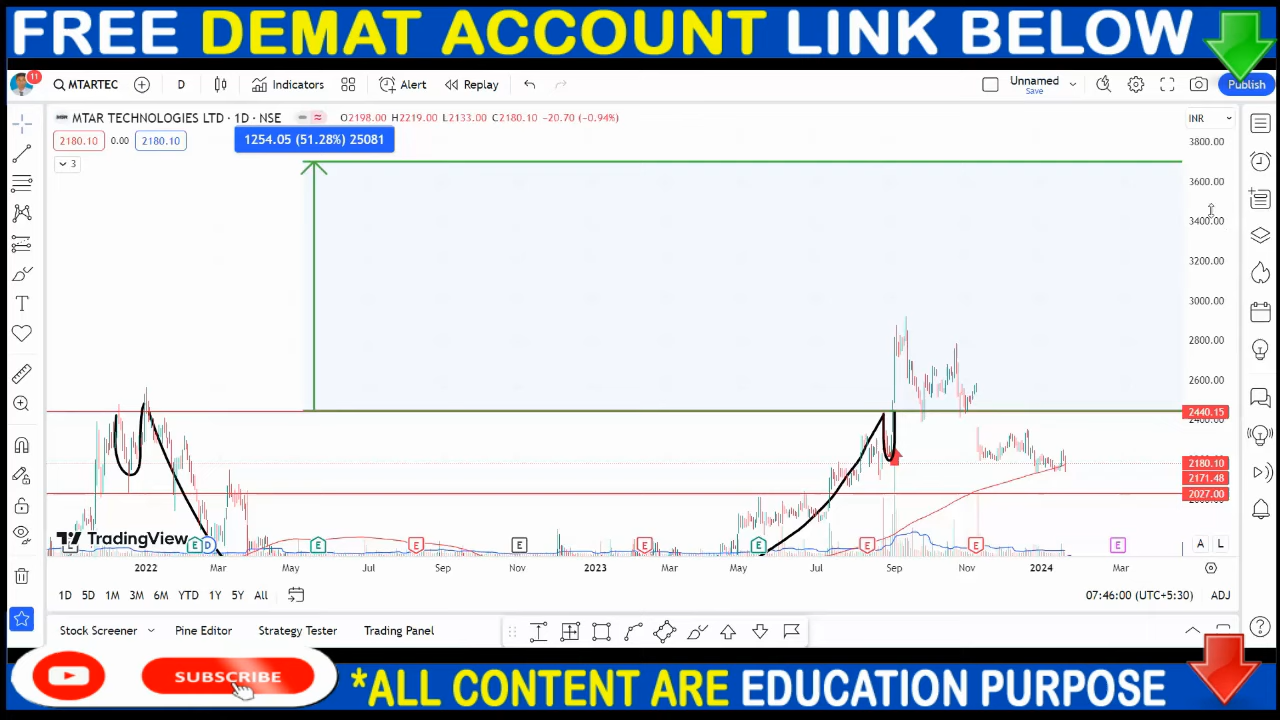 FREE DEMAT ACCOUNT LINK BELOW
11 MTARTEC D Indicators Alert Replay Unnamed Save Publish
MTAR TECHNOLOGIES LTD · 1D · NSE O2198.00 H2219.00 L2133.00 C2180.10 -20.70 (-0.94%) INR
2180.10 0.00 2180.10
1254.05 (51.28%) 25081
3
3800.00
3600.00
3400.00
3200.00
3000.00
2800.00
2600.00
2440.15
2400.00
2180.10
2171.48
2027.00
TradingView
E D E E E E E E E E
A L
2022 Mar May Jul Sep Nov 2023 Mar May Jul Sep Nov 2024 Mar
1D 5D 1M 3M 6M YTD 1Y 5Y All 07:46:00 (UTC+5:30) ADJ
Stock Screener Pine Editor Strategy Tester Trading Panel
SUBSCRIBE
*ALL CONTENT ARE EDUCATION PURPOSE